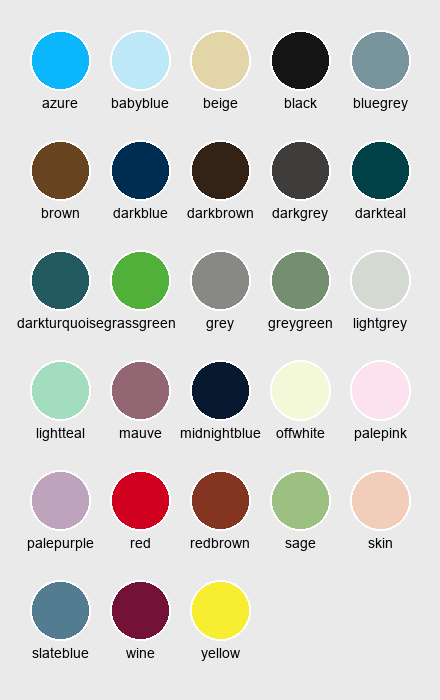 azure babyblue beige black bluegrey
brown darkblue darkbrown darkgrey darkteal
darkturquoise grassgreen grey greygreen lightgrey
lightteal mauve midnightblue offwhite palepink
palepurple red redbrown sage skin
slateblue wine yellow